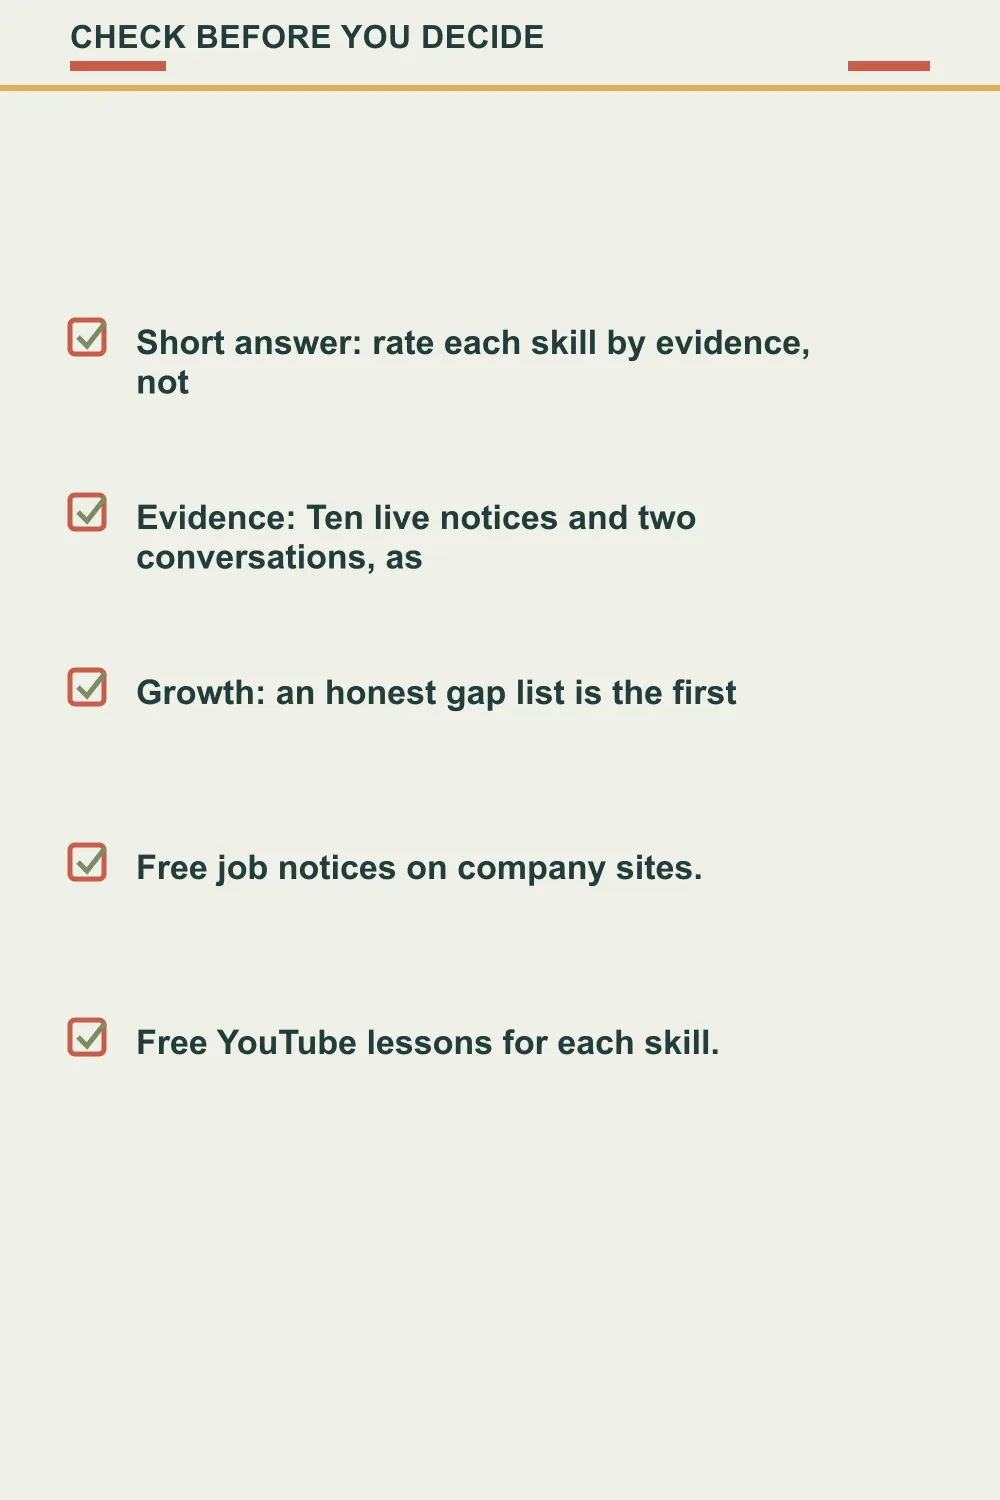 CHECK BEFORE YOU DECIDE
Short answer: rate each skill by evidence,
not
Evidence: Ten live notices and two
conversations, as
Growth: an honest gap list is the first
Free job notices on company sites.
Free YouTube lessons for each skill.